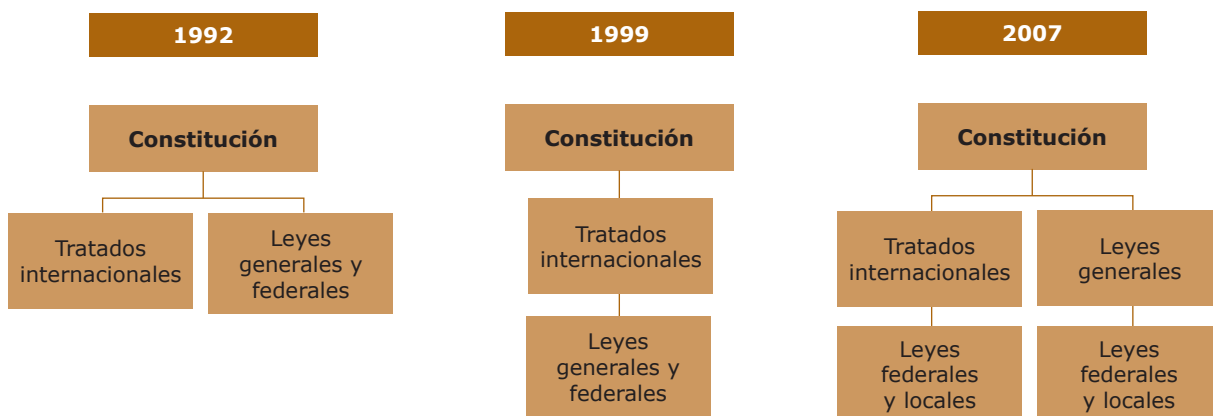 1992
Constitución
Tratados
internacionales
Leyes
generales y
federales
1999
Constitución
Tratados
internacionales
Leyes
generales y
federales
2007
Constitución
Tratados
internacionales
Leyes
generales
Leyes
federales
y locales
Leyes
federales
y locales